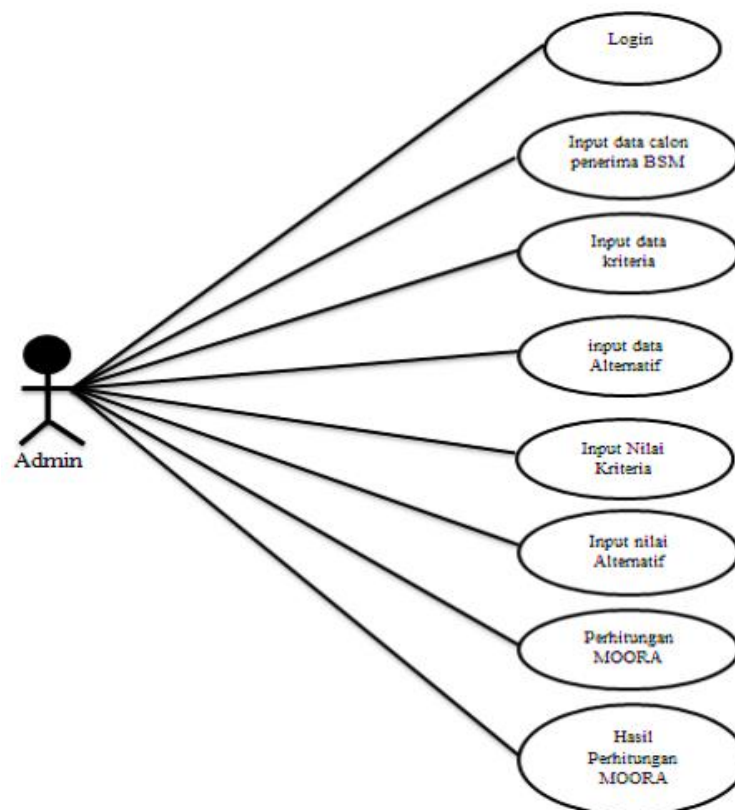 Login
Input data calon
penerima BSM
Input data
kriteria
input data
Alternatif
Admin
Input Nilai
Kriteria
Input nilai
Alternatif
Perhitungan
MOORA
Hasil
Perhitungan
MOORA